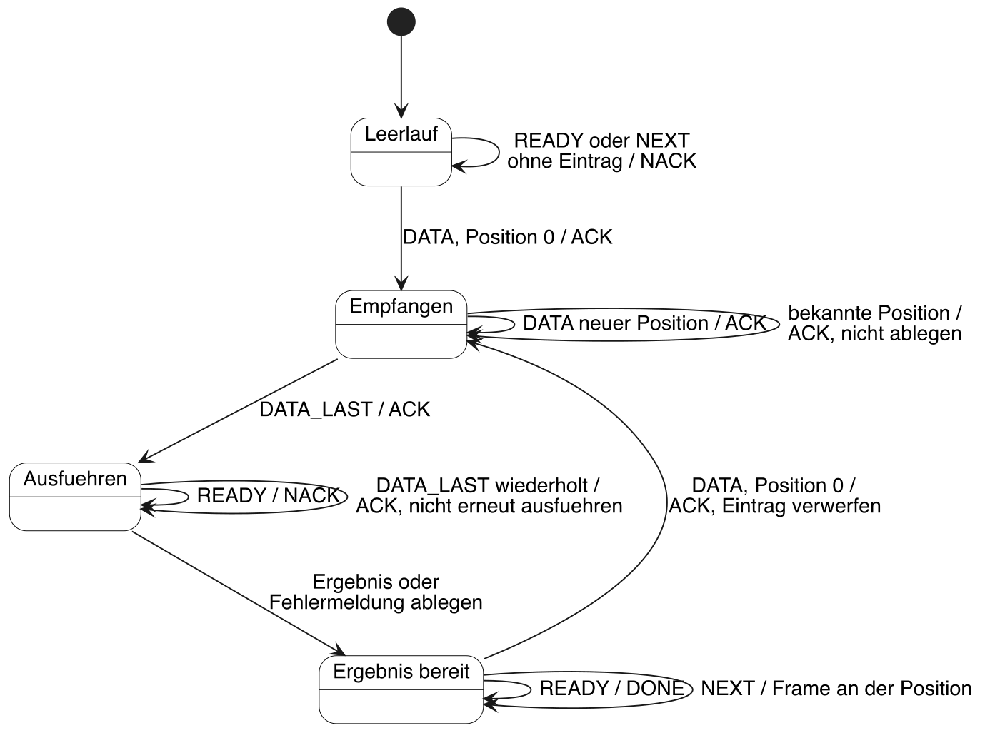 Leerlauf
READY oder NEXT
ohne Eintrag / NACK
DATA, Position 0 / ACK
Empfangen
DATA neuer Position / ACK
bekannte Position /
ACK, nicht ablegen
DATA_LAST / ACK
Ausfuehren
READY / NACK
DATA_LAST wiederholt /
ACK, nicht erneut ausfuehren
DATA, Position 0 /
ACK, Eintrag verwerfen
Ergebnis oder
Fehlermeldung ablegen
Ergebnis bereit
READY / DONE
NEXT / Frame an der Position